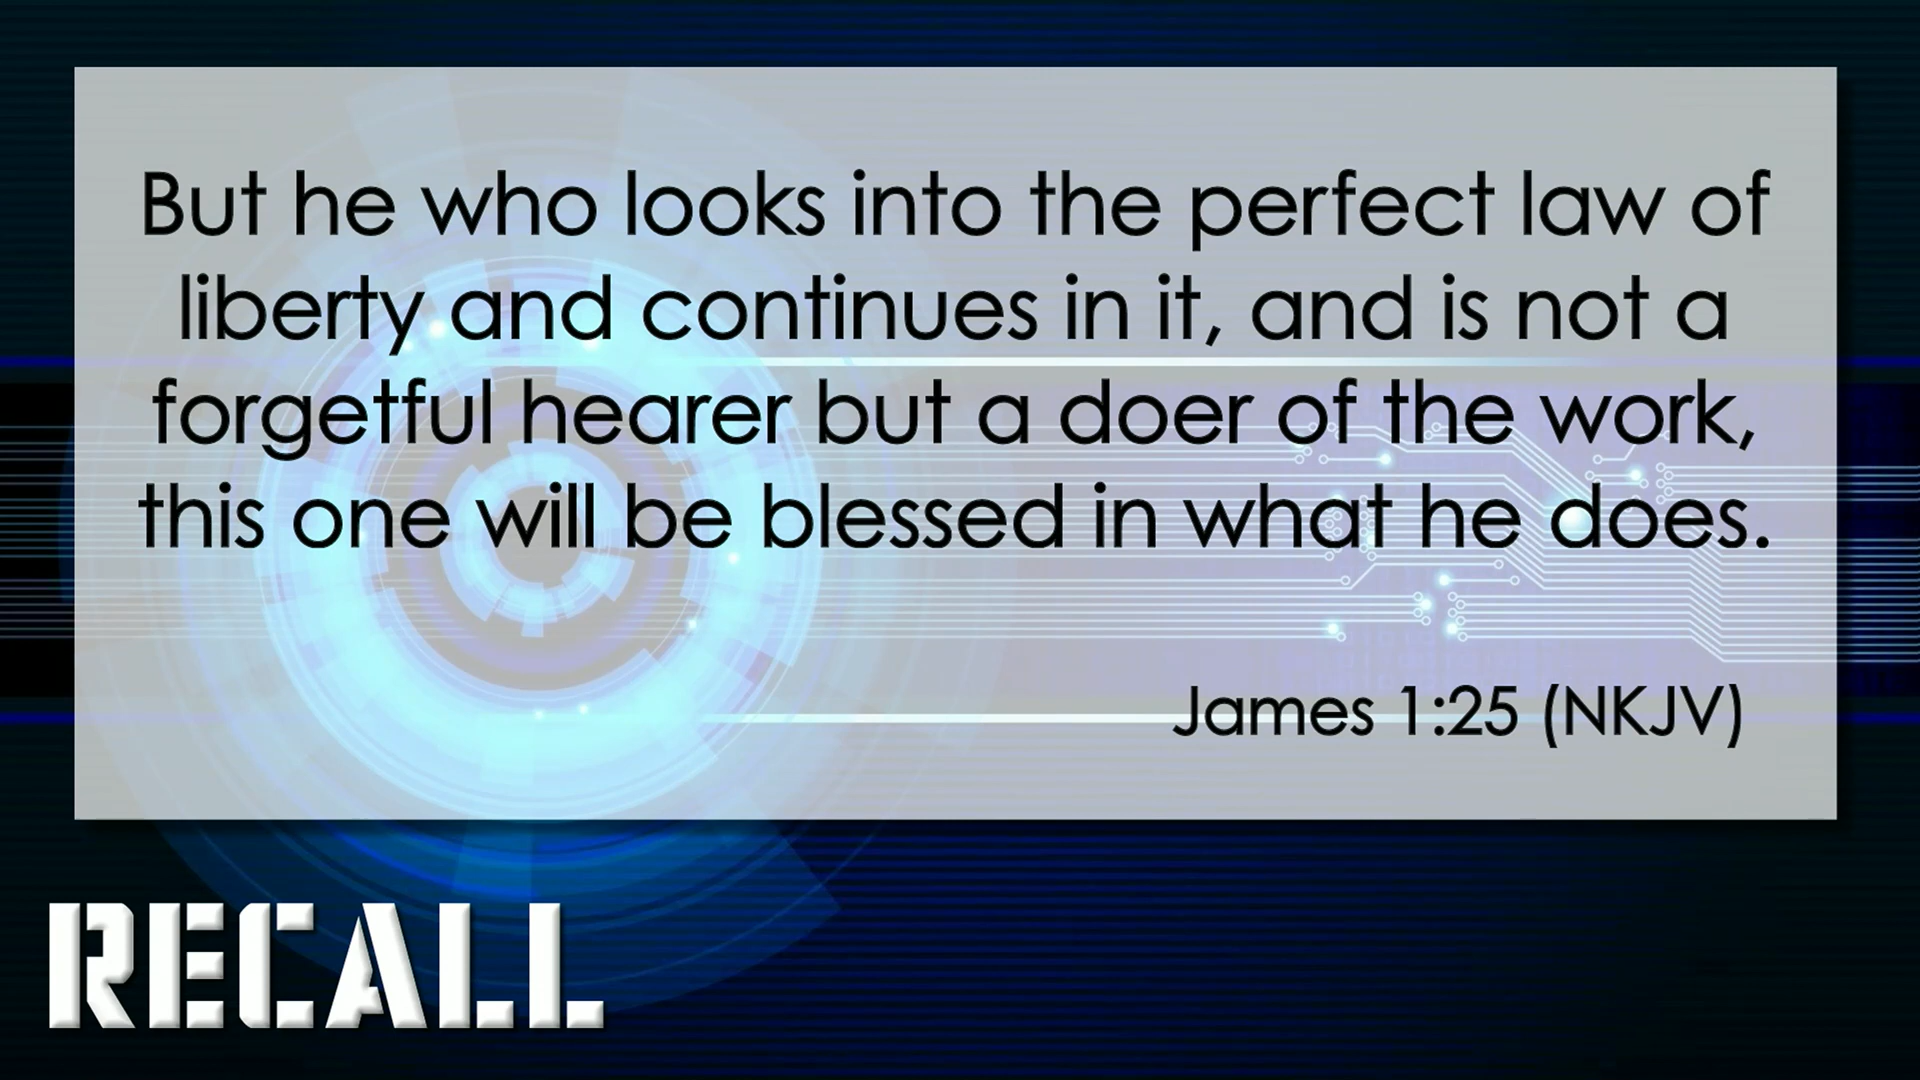 But he who looks into the perfect law of
liberty and continues in it, and is not a
forgetful hearer but a doer of the work,
this one will be blessed in what he does.
James 1:25 (NKJV)
RECALL